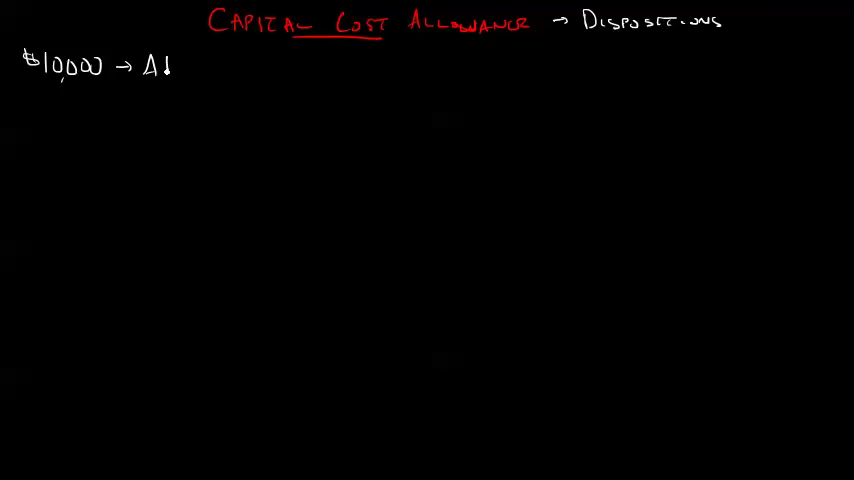 CAPITAL COST ALLOWANCE → DISPOSITIONS
$10,000 →